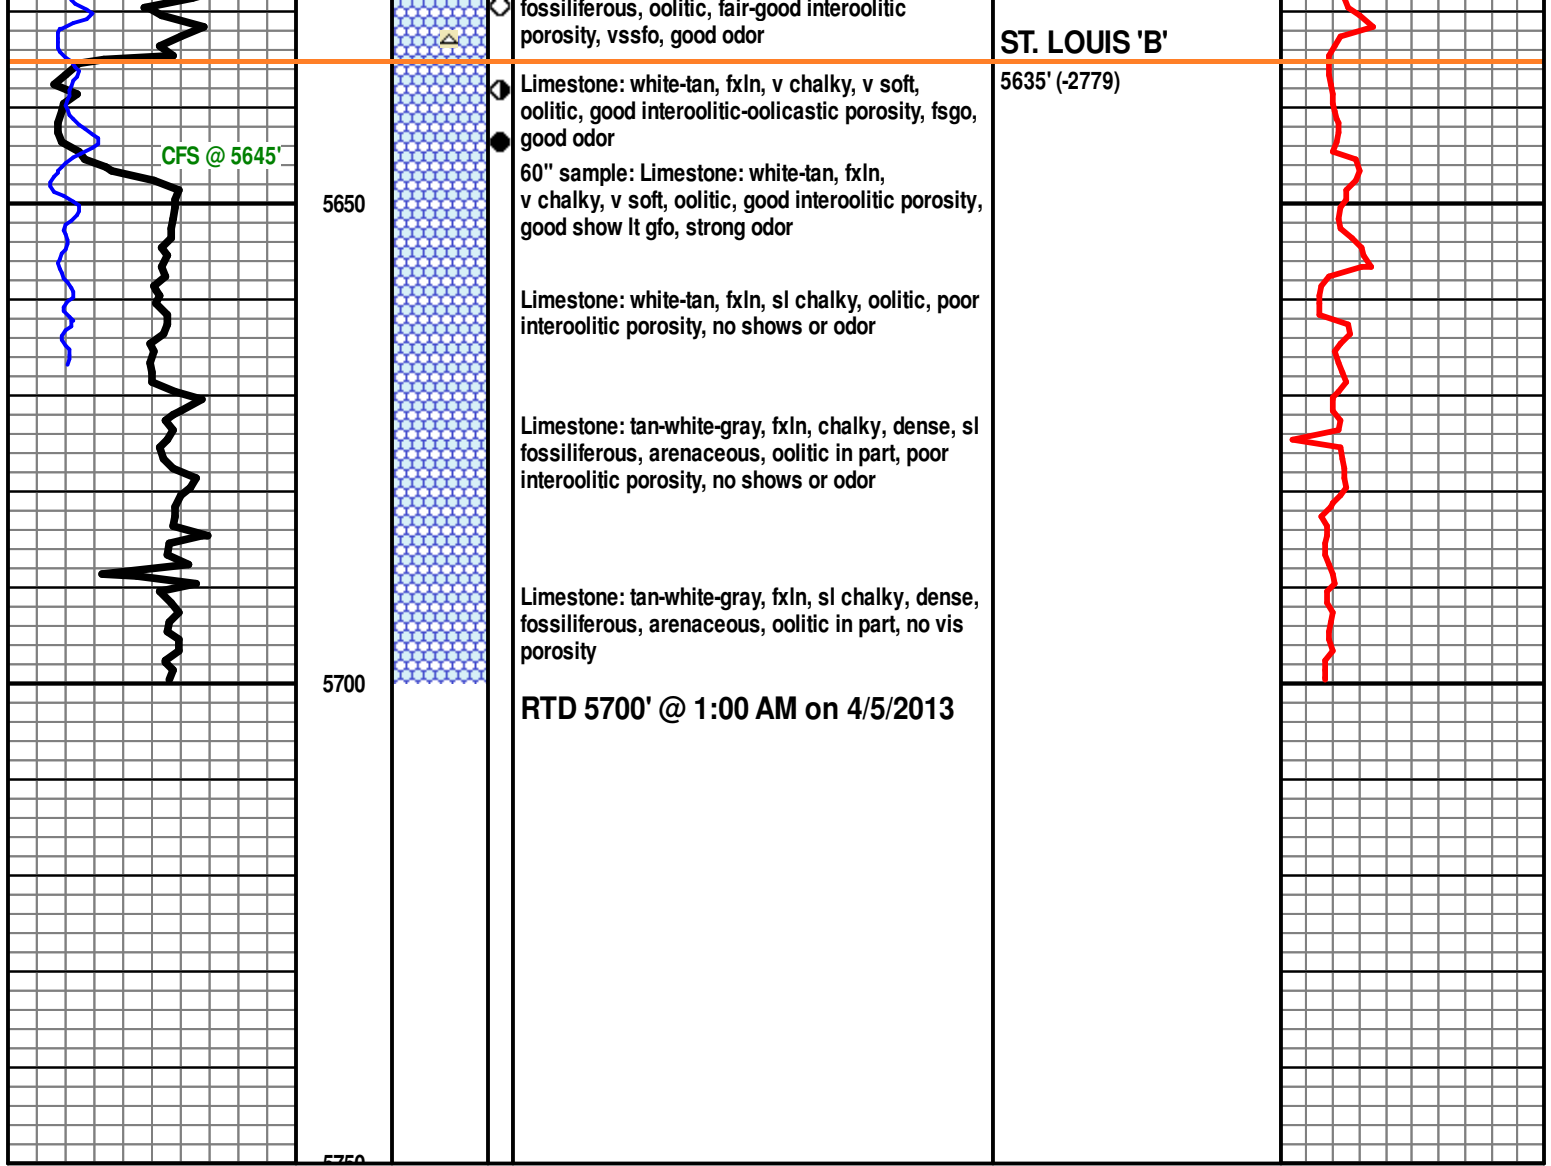 fossiliferous, oolitic, fair-good interoolitic
porosity, vssfo, good odor
ST. LOUIS 'B'
5635' (-2779)
Limestone: white-tan, fxln, v chalky, v soft,
oolitic, good interoolitic-oolicastic porosity, fsgo,
good odor
CFS @ 5645'
60" sample: Limestone: white-tan, fxln,
v chalky, v soft, oolitic, good interoolitic porosity,
good show lt gfo, strong odor
5650
Limestone: white-tan, fxln, sl chalky, oolitic, poor
interoolitic porosity, no shows or odor
Limestone: tan-white-gray, fxln, chalky, dense, sl
fossiliferous, arenaceous, oolitic in part, poor
interoolitic porosity, no shows or odor
Limestone: tan-white-gray, fxln, sl chalky, dense,
fossiliferous, arenaceous, oolitic in part, no vis
porosity
5700
RTD 5700' @ 1:00 AM on 4/5/2013
5750